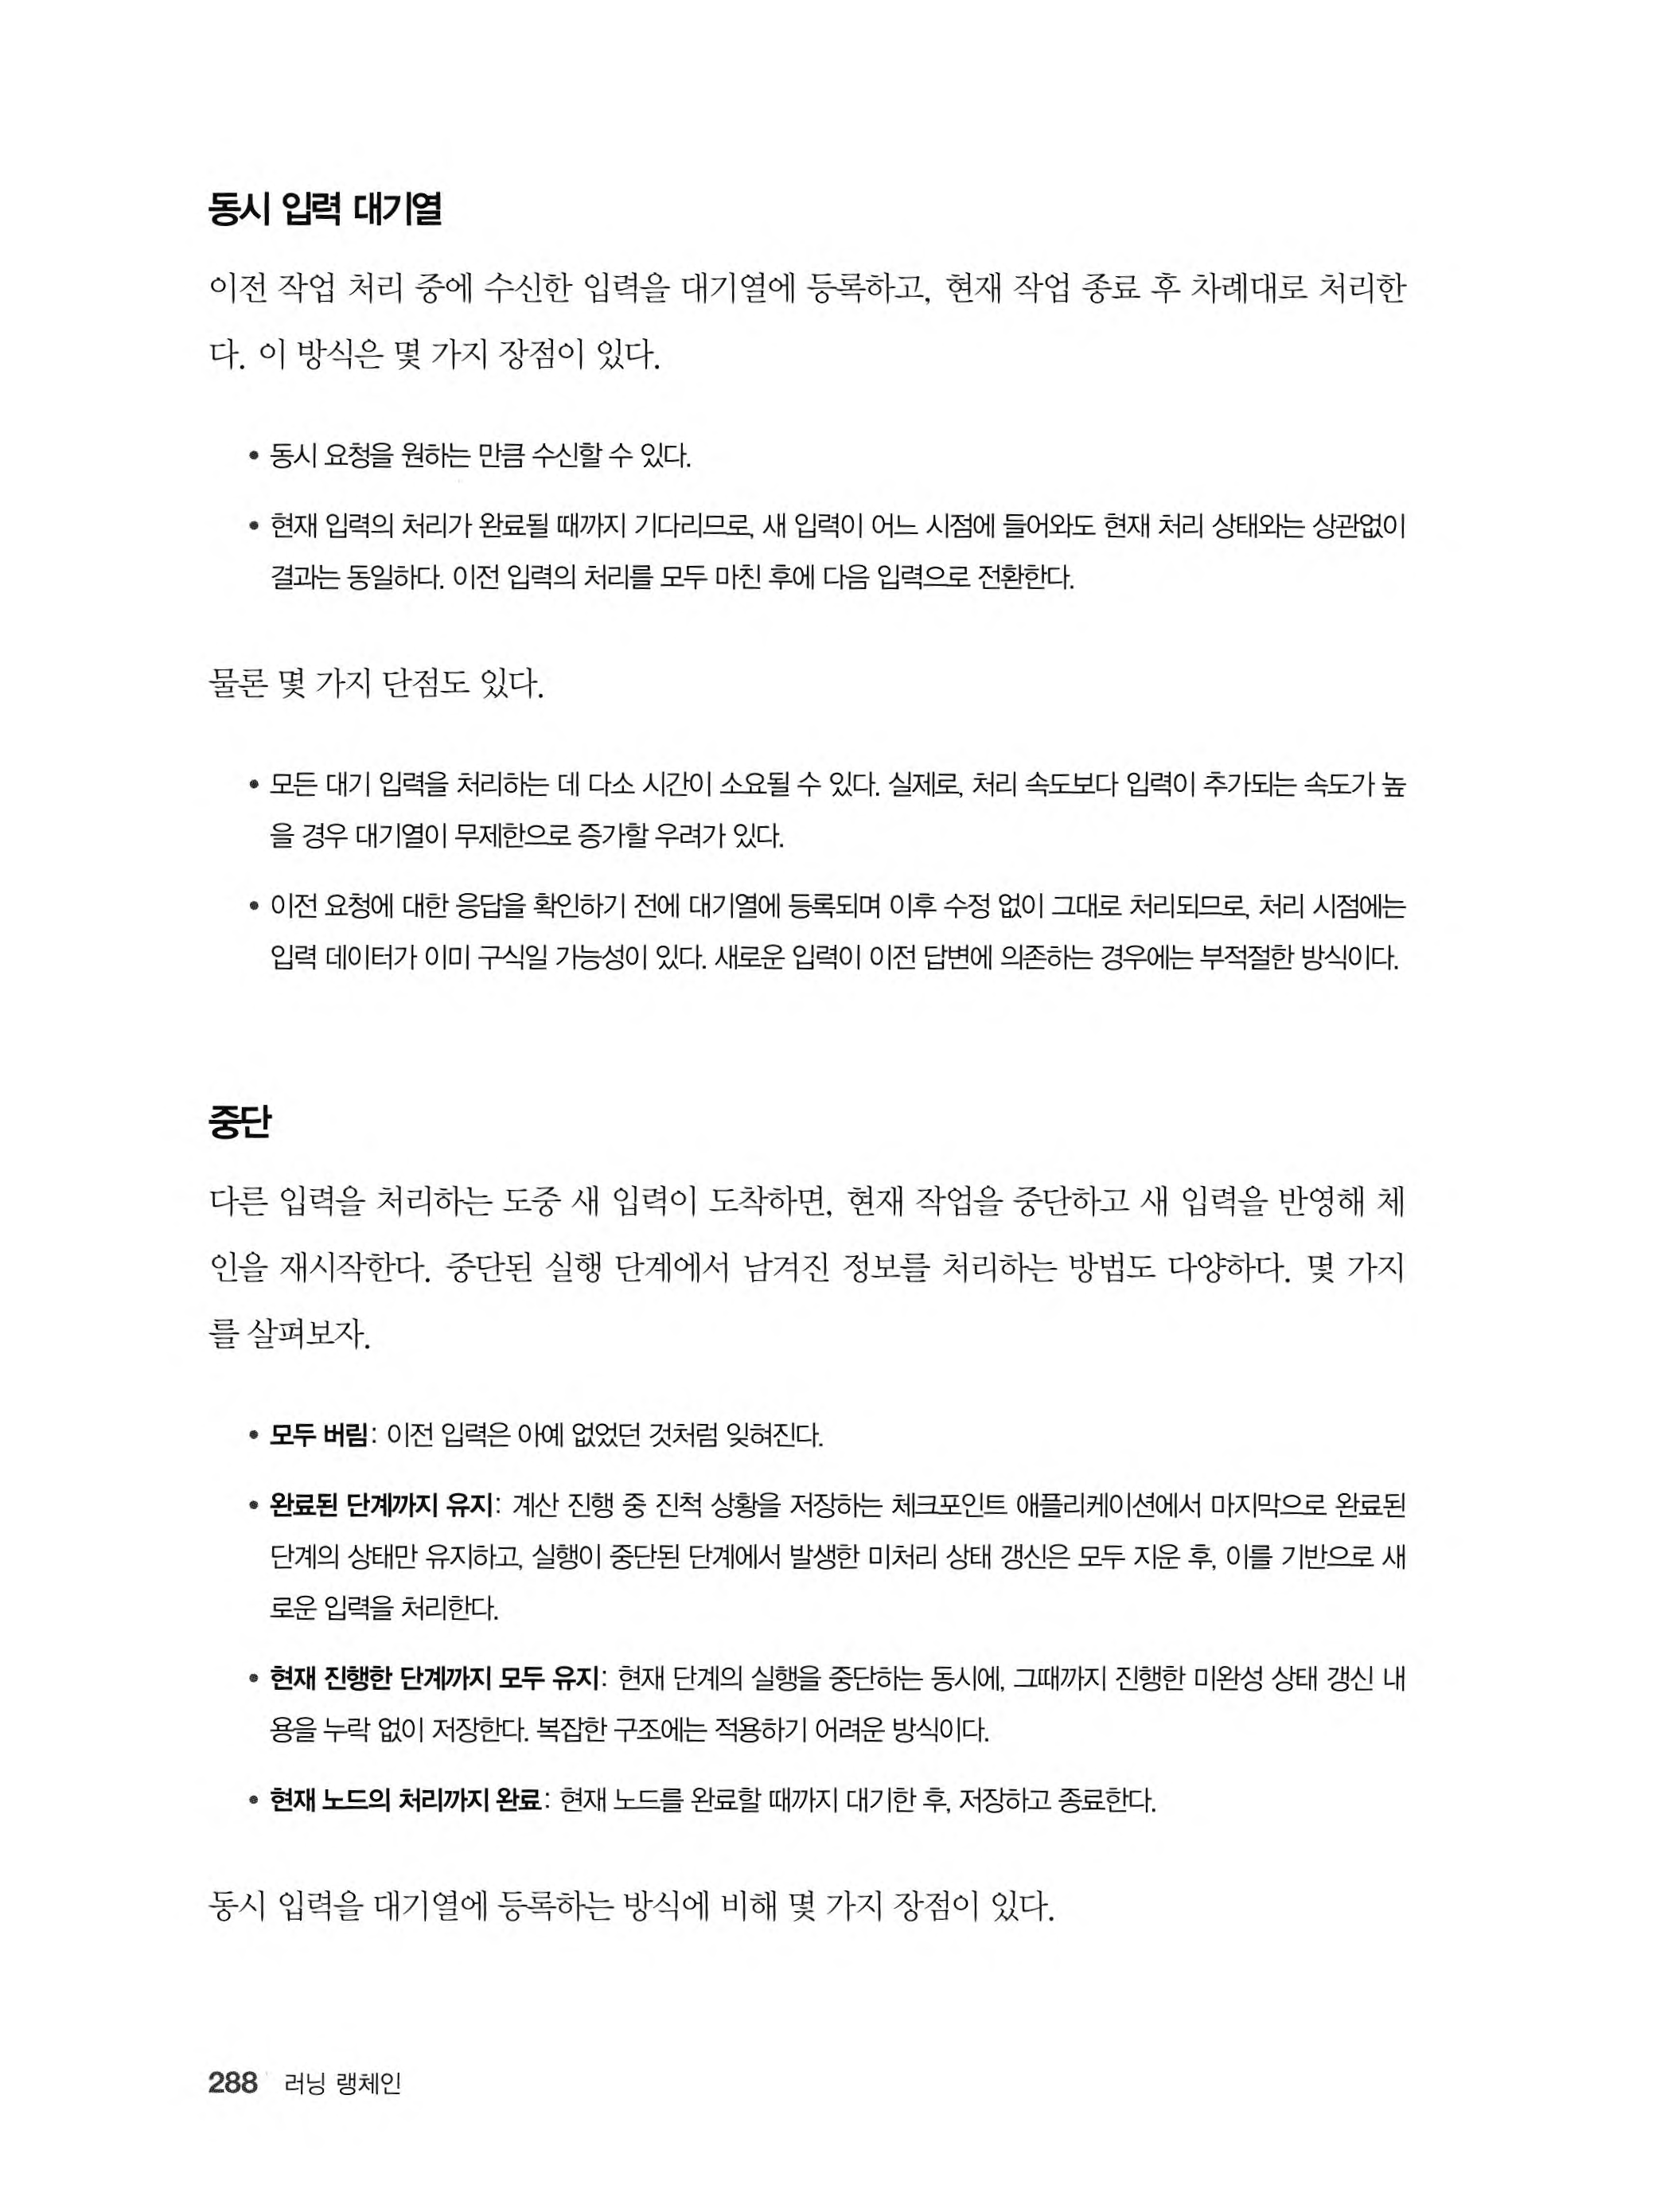 동시 입력 대기열
이전 작업 처리 중에 수신한 입력을 대기열에 등록하고, 현재 작업 종료 후 차례대로 처리한
다. 이 방식은 몇 가지 장점이 있다.
• 동시 요청을 원하는 만큼 수신할 수 있다.
• 현재 입력의 처리가 완료될 때까지 기다리므로, 새 입력이 어느 시점에 들어와도 현재 처리 상태와는 상관없이
결과는 동일하다. 이전 입력의 처리를 모두 마친 후에 다음 입력으로 전환한다.
물론 몇 가지 단점도 있다.
• 모든 대기 입력을 처리하는 데 다소 시간이 소요될 수 있다. 실제로, 처리 속도보다 입력이 추가되는 속도가 높
을 경우 대기열이 무제한으로 증가할 우려가 있다.
• 이전 요청에 대한 응답을 확인하기 전에 대기열에 등록되며 이후 수정 없이 그대로 처리되므로, 처리 시점에는
입력 데이터가 이미 구식일 가능성이 있다. 새로운 입력이 이전 답변에 의존하는 경우에는 부적절한 방식이다.
중단
다른 입력을 처리하는 도중 새 입력이 도착하면, 현재 작업을 중단하고 새 입력을 반영해 체
인을 재시작한다. 중단된 실행 단계에서 남겨진 정보를 처리하는 방법도 다양하다. 몇 가지
를 살펴보자.
• 모두 버림: 이전 입력은 아예 없었던 것처럼 잊혀진다.
• 완료된 단계까지 유지: 계산 진행 중 진척 상황을 저장하는 체크포인트 애플리케이션에서 마지막으로 완료된
단계의 상태만 유지하고, 실행이 중단된 단계에서 발생한 미처리 상태 갱신은 모두 지운 후, 이를 기반으로 새
로운 입력을 처리한다.
• 현재 진행한 단계까지 모두 유지: 현재 단계의 실행을 중단하는 동시에, 그때까지 진행한 미완성 상태 갱신 내
용을 누락 없이 저장한다. 복잡한 구조에는 적용하기 어려운 방식이다.
• 현재 노드의 처리까지 완료: 현재 노드를 완료할 때까지 대기한 후, 저장하고 종료한다.
동시 입력을 대기열에 등록하는 방식에 비해 몇 가지 장점이 있다.
288 러닝 랭체인